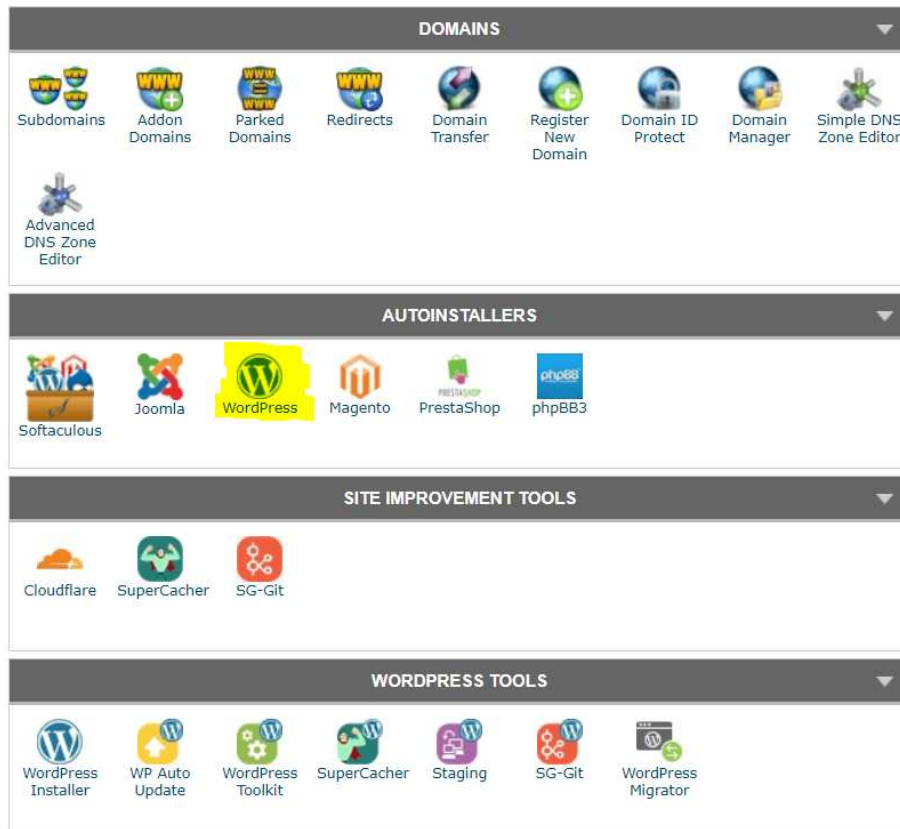 DOMAINS
Subdomains
Addon
Domains
Parked
Domains
Redirects
Domain
Transfer
Register
New
Domain
Domain ID
Protect
Domain
Manager
Simple DNS
Zone Editor
Advanced
DNS Zone
Editor
AUTOINSTALLERS
Softaculous
Joomla
WordPress
Magento
PRESTASHOP
PrestaShop
phpBB
phpBB3
SITE IMPROVEMENT TOOLS
Cloudflare
SuperCacher
SG-Git
WORDPRESS TOOLS
WordPress
Installer
WP Auto
Update
WordPress
Toolkit
SuperCacher
Staging
SG-Git
WordPress
Migrator